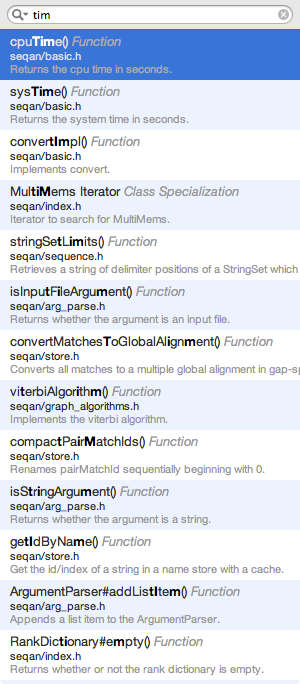 tim
cpuTime() Function
seqan/basic.h
Returns the cpu time in seconds.
sysTime() Function
seqan/basic.h
Returns the system time in seconds.
convertImpl() Function
seqan/basic.h
Implements convert.
MultiMems Iterator Class Specialization
seqan/index.h
Iterator to search for MultiMems.
stringSetLimits() Function
seqan/sequence.h
Retrieves a string of delimiter positions of a StringSet which
isInputFileArgument() Function
seqan/arg_parse.h
Returns whether the argument is an input file.
convertMatchesToGlobalAlignment() Function
seqan/store.h
Converts all matches to a multiple global alignment in gap-sp
viterbiAlgorithm() Function
seqan/graph_algorithms.h
Implements the viterbi algorithm.
compactPairMatchIds() Function
seqan/store.h
Renames pairMatchId sequentially beginning with 0.
isStringArgument() Function
seqan/arg_parse.h
Returns whether the argument is a string.
getIdByName() Function
seqan/store.h
Get the id/index of a string in a name store with a cache.
ArgumentParser#addListItem() Function
seqan/arg_parse.h
Appends a list item to the ArgumentParser.
RankDictionary#empty() Function
seqan/index.h
Returns whether or not the rank dictionary is empty.